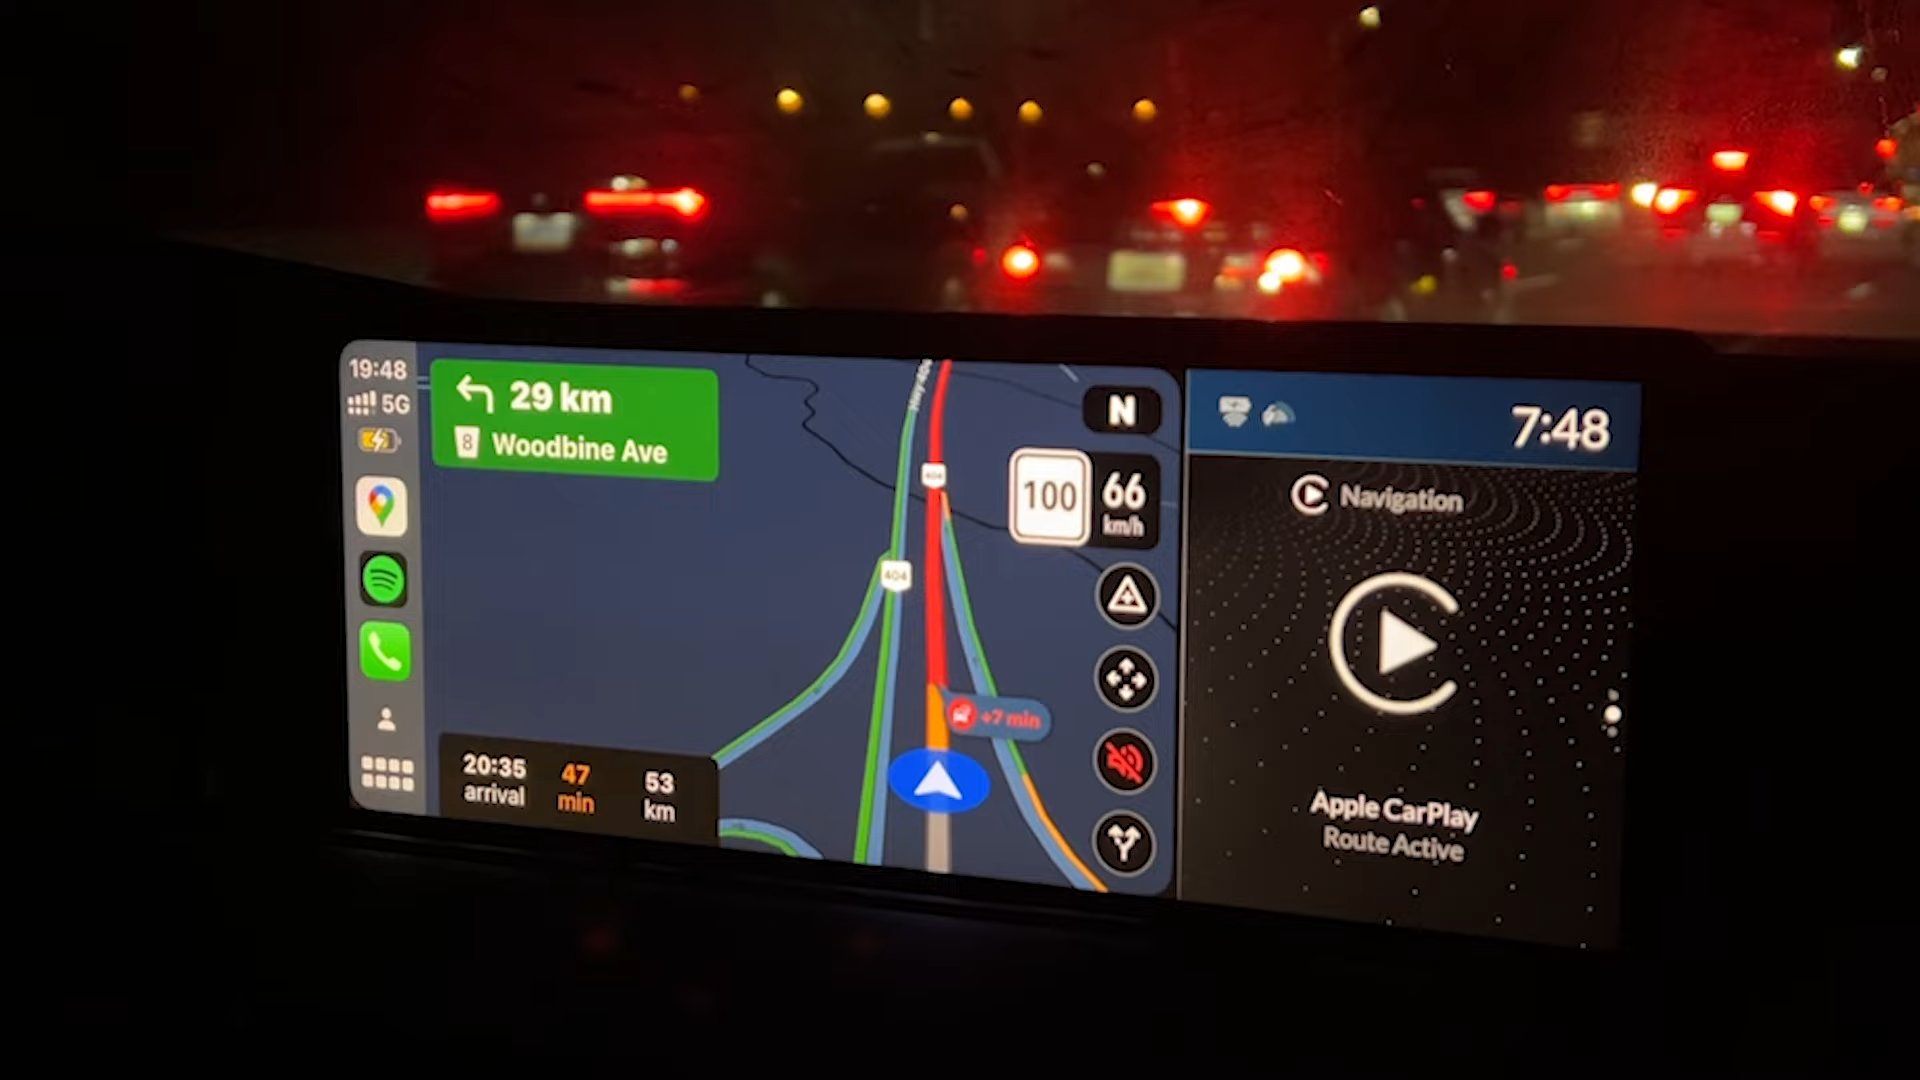 19:48
5G
29 km
8 Woodbine Ave
404
404
N
100
66
km/h
+7 min
20:35
arrival
47
min
53
km
7:48
Navigation
Apple CarPlay
Route Active